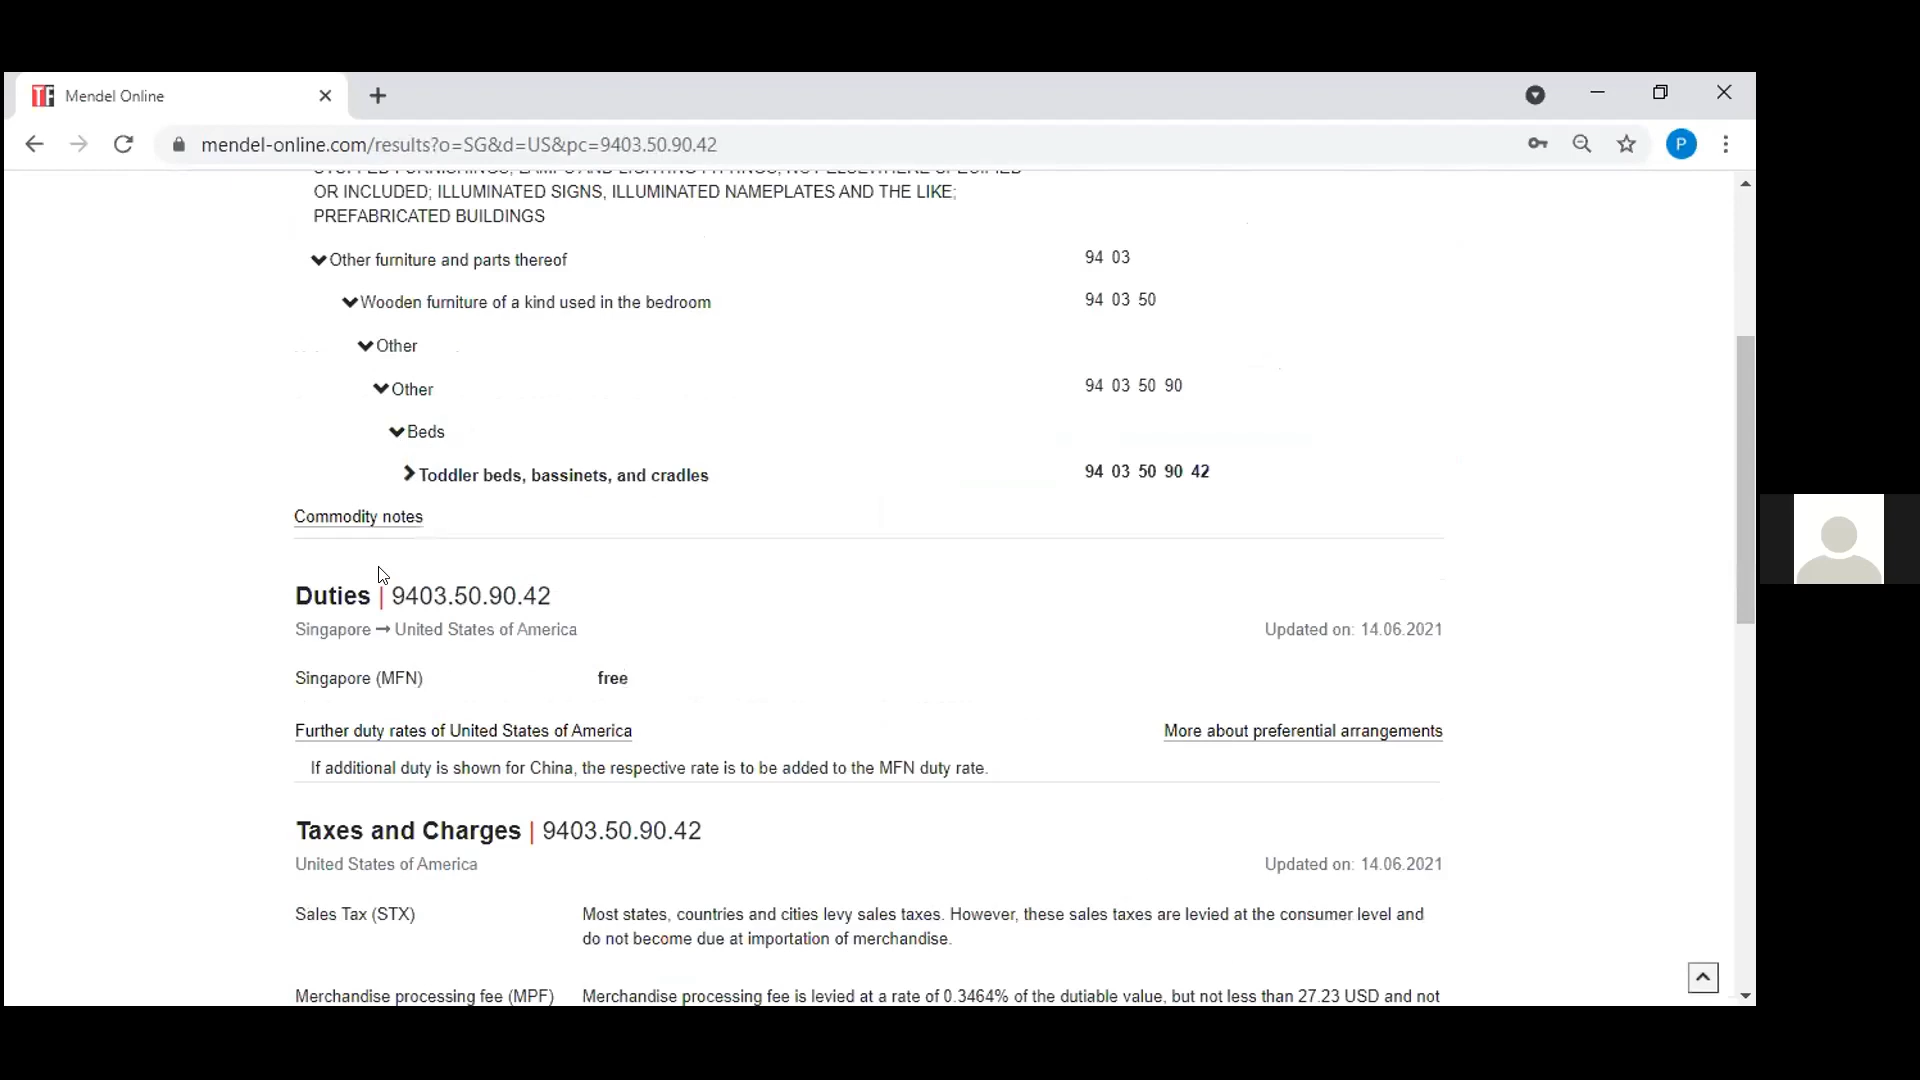 Mendel Online
mendel-online.com/results?o=SG&d=US&pc=9403.50.90.42
P
STUFFED FURNISHINGS; LAMPS AND LIGHTING FITTINGS, NOT ELSEWHERE SPECIFIED
OR INCLUDED; ILLUMINATED SIGNS, ILLUMINATED NAMEPLATES AND THE LIKE;
PREFABRICATED BUILDINGS
Other furniture and parts thereof 94 03
Wooden furniture of a kind used in the bedroom 94 03 50
Other
Other 94 03 50 90
Beds
Toddler beds, bassinets, and cradles 94 03 50 90 42
Commodity notes
Duties | 9403.50.90.42
Singapore → United States of America Updated on: 14.06.2021
Singapore (MFN) free
Further duty rates of United States of America More about preferential arrangements
If additional duty is shown for China, the respective rate is to be added to the MFN duty rate.
Taxes and Charges | 9403.50.90.42
United States of America Updated on: 14.06.2021
Sales Tax (STX) Most states, countries and cities levy sales taxes. However, these sales taxes are levied at the consumer level and
do not become due at importation of merchandise.
Merchandise processing fee (MPF) Merchandise processing fee is levied at a rate of 0.3464% of the dutiable value, but not less than 27.23 USD and not